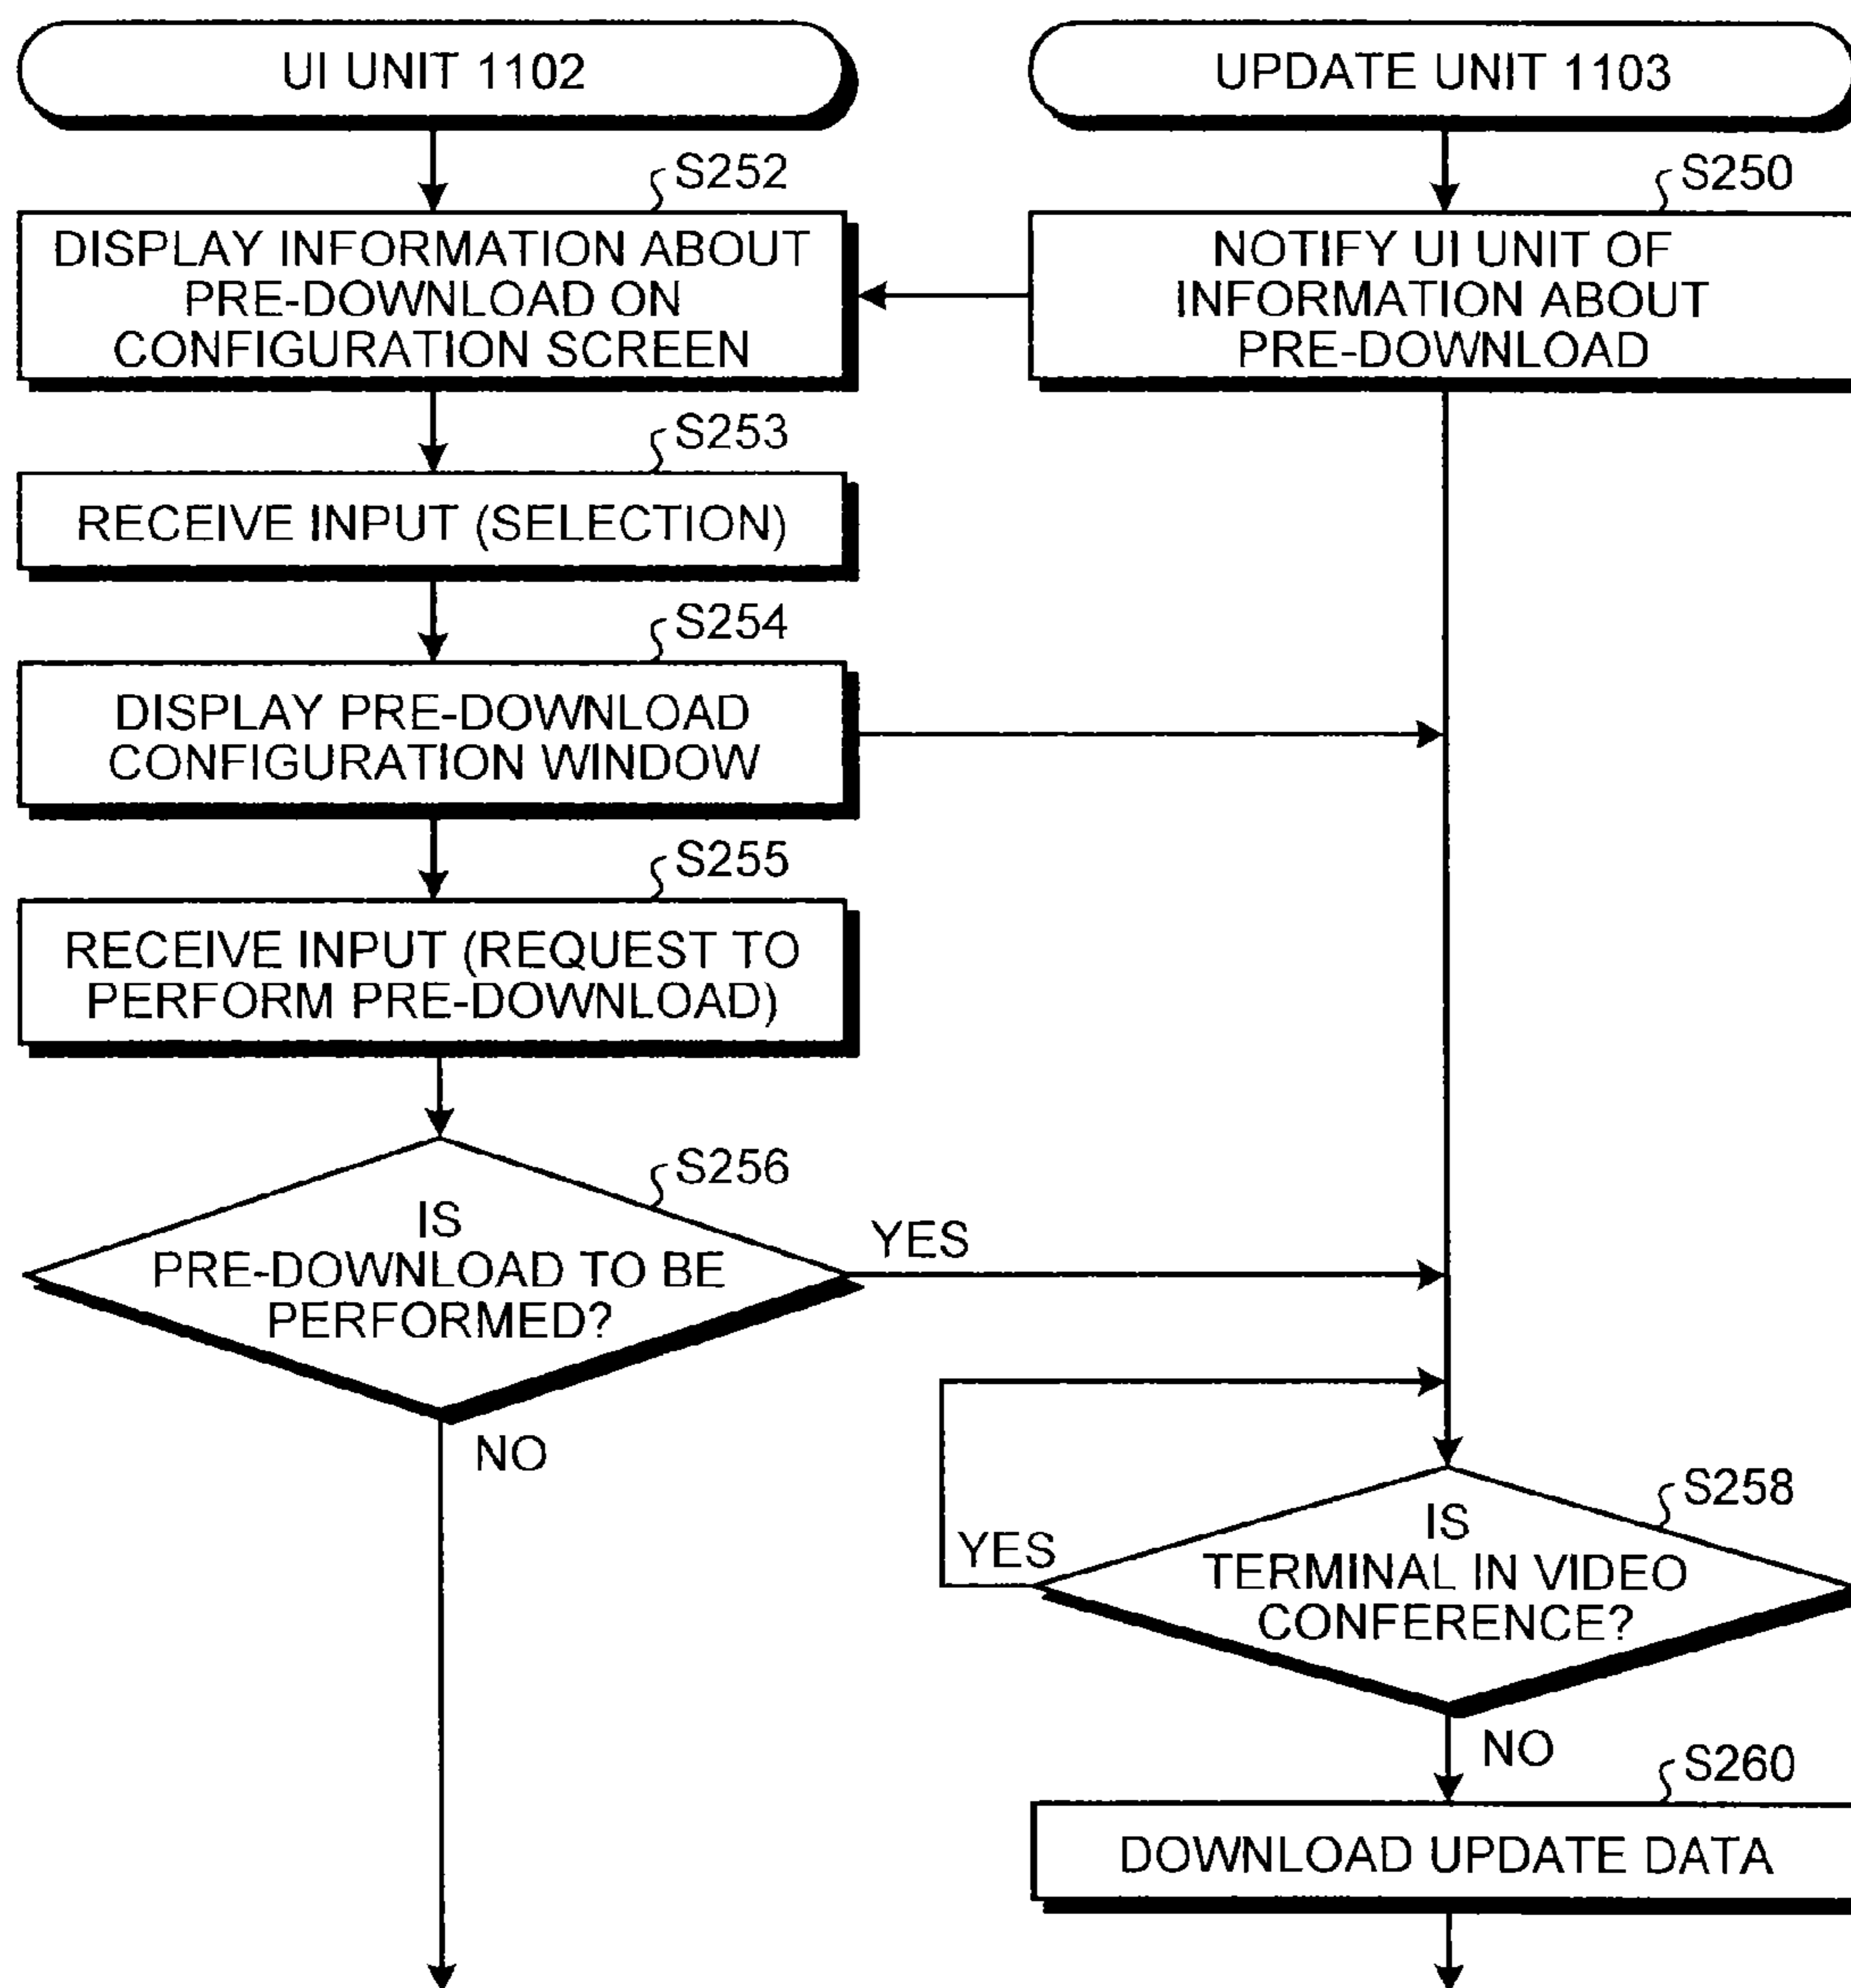 UI UNIT 1102
UPDATE UNIT 1103
S252
DISPLAY INFORMATION ABOUT
PRE-DOWNLOAD ON
CONFIGURATION SCREEN
S250
NOTIFY UI UNIT OF
INFORMATION ABOUT
PRE-DOWNLOAD
S253
RECEIVE INPUT (SELECTION)
S254
DISPLAY PRE-DOWNLOAD
CONFIGURATION WINDOW
S255
RECEIVE INPUT (REQUEST TO
PERFORM PRE-DOWNLOAD)
S256
IS
PRE-DOWNLOAD TO BE
PERFORMED?
YES
NO
S258
IS
TERMINAL IN VIDEO
CONFERENCE?
YES
NO
S260
DOWNLOAD UPDATE DATA